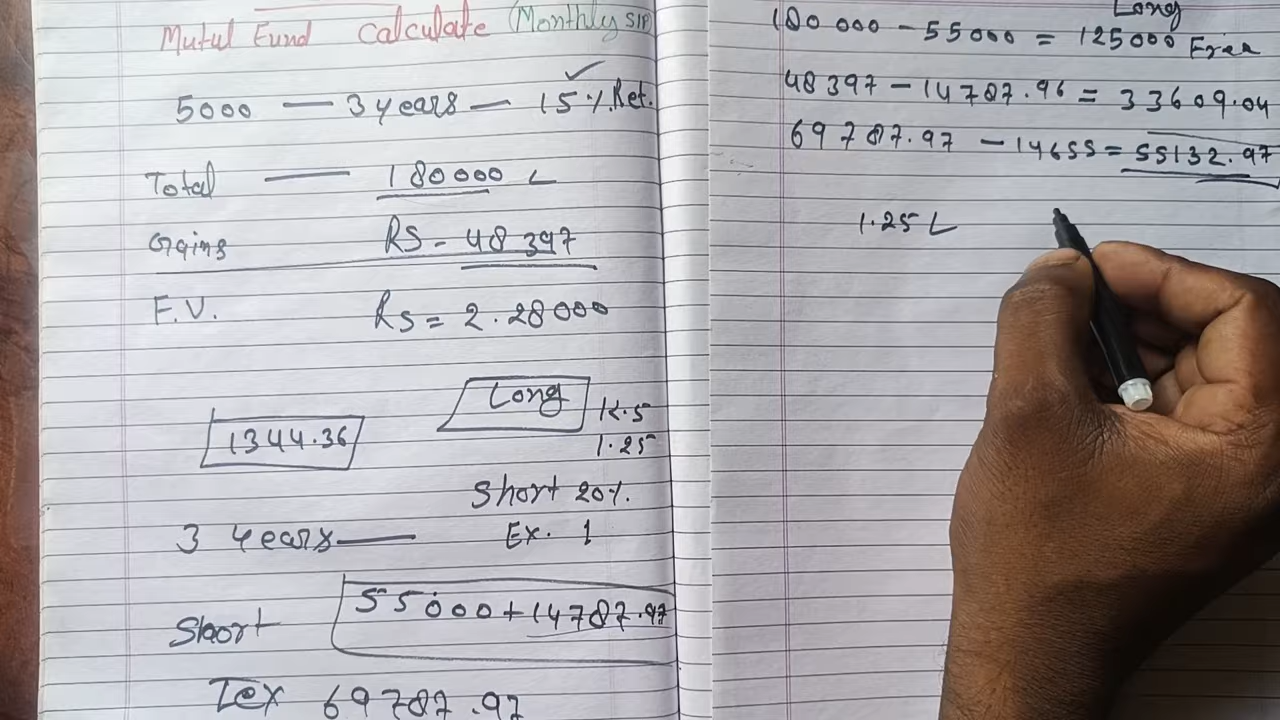 Mutul Fund Calculate (Monthly SIP)
5000 — 3 years — 15 % Ret.
Total — 180000 L
Gains RS - 48397
F.V. Rs = 2.28000
Long
1344.36
12.5
1.25
Short 20%.
3 years — Ex. 1
Short 55000 + 14787.97
Tex 69787.97
Long
180000 - 55000 = 125000 Free
48397 - 14787.96 = 33609.04
69787.97 - 14655 = 55132.97
1.25 L